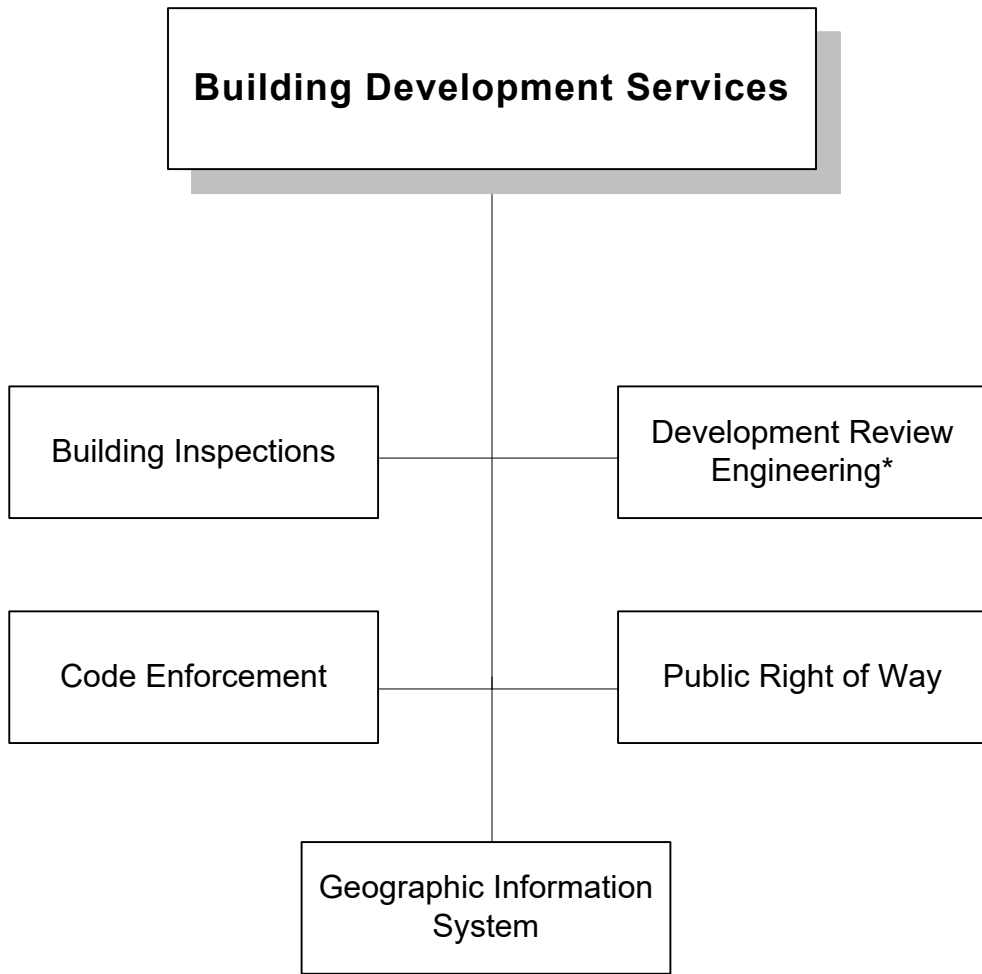 Building Development Services
Building Inspections
Development Review
Engineering*
Code Enforcement
Public Right of Way
Geographic Information
System